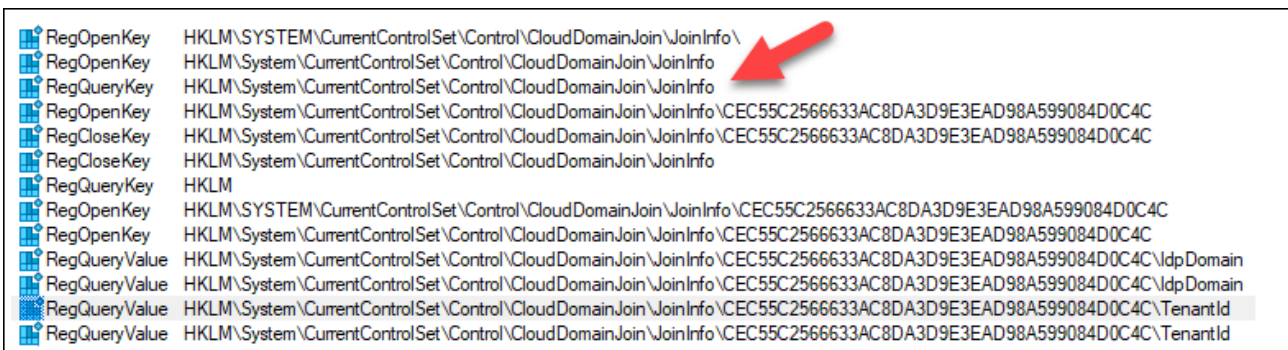 RegOpenKey HKLM\SYSTEM\CurrentControlSet\Control\CloudDomainJoin\JoinInfo\
RegOpenKey HKLM\System\CurrentControlSet\Control\CloudDomainJoin\JoinInfo
RegQueryKey HKLM\System\CurrentControlSet\Control\CloudDomainJoin\JoinInfo
RegOpenKey HKLM\System\CurrentControlSet\Control\CloudDomainJoin\JoinInfo\CEC55C2566633AC8DA3D9E3EAD98A599084D0C4C
RegCloseKey HKLM\System\CurrentControlSet\Control\CloudDomainJoin\JoinInfo\CEC55C2566633AC8DA3D9E3EAD98A599084D0C4C
RegCloseKey HKLM\System\CurrentControlSet\Control\CloudDomainJoin\JoinInfo
RegQueryKey HKLM
RegOpenKey HKLM\SYSTEM\CurrentControlSet\Control\CloudDomainJoin\JoinInfo\CEC55C2566633AC8DA3D9E3EAD98A599084D0C4C
RegOpenKey HKLM\System\CurrentControlSet\Control\CloudDomainJoin\JoinInfo\CEC55C2566633AC8DA3D9E3EAD98A599084D0C4C
RegQueryValue HKLM\System\CurrentControlSet\Control\CloudDomainJoin\JoinInfo\CEC55C2566633AC8DA3D9E3EAD98A599084D0C4C\IdpDomain
RegQueryValue HKLM\System\CurrentControlSet\Control\CloudDomainJoin\JoinInfo\CEC55C2566633AC8DA3D9E3EAD98A599084D0C4C\IdpDomain
RegQueryValue HKLM\System\CurrentControlSet\Control\CloudDomainJoin\JoinInfo\CEC55C2566633AC8DA3D9E3EAD98A599084D0C4C\TenantId
RegQueryValue HKLM\System\CurrentControlSet\Control\CloudDomainJoin\JoinInfo\CEC55C2566633AC8DA3D9E3EAD98A599084D0C4C\TenantId